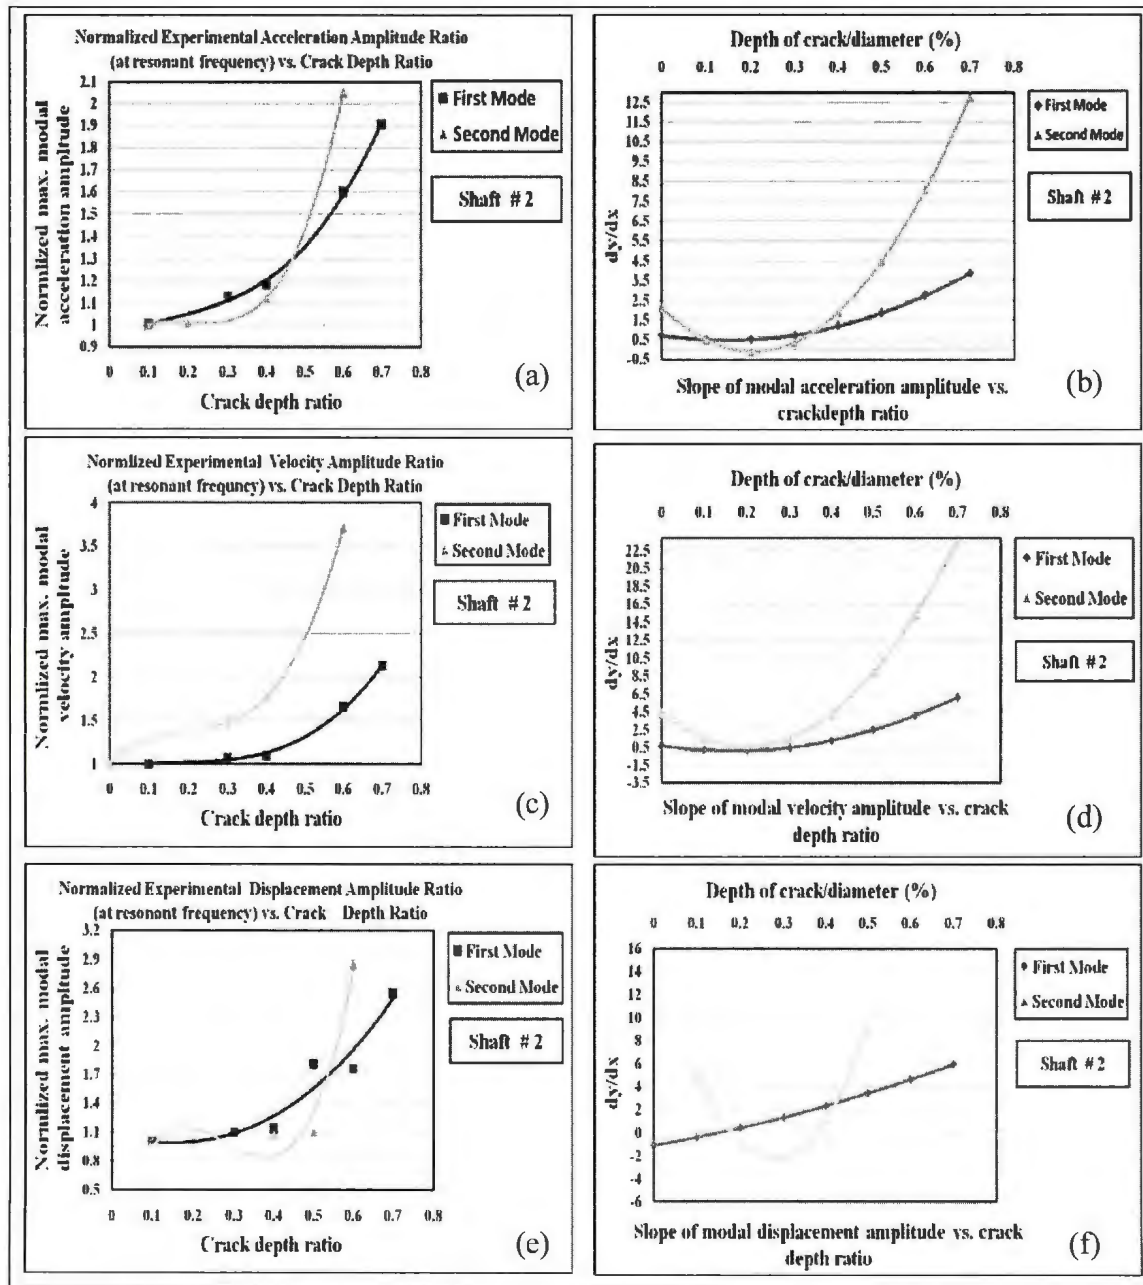 Normalized Experimental Acceleration Amplitude Ratio
(at resonant frequency) vs. Crack Depth Ratio
Normlized max. modal
acceleration ampltude
2.1
2
1.9
1.8
1.7
1.6
1.5
1.4
1.3
1.2
1.1
1
0.9
0 0.1 0.2 0.3 0.4 0.5 0.6 0.7 0.8
Crack depth ratio
First Mode
Second Mode
Shaft #2
(a)
Depth of crack/diameter (%)
0 0.1 0.2 0.3 0.4 0.5 0.6 0.7 0.8
dy/dx
12.5
11.5
10.5
9.5
8.5
7.5
6.5
5.5
4.5
3.5
2.5
1.5
0.5
-0.5
First Mode
Second Mode
Shaft #2
Slope of modal acceleration amplitude vs.
crackdepth ratio
(b)
Normlized Experimental Velocity Amplitude Ratio
(at resonant frequncy) vs. Crack Depth Ratio
Normlized max. modal
velocity amplitude
4
3.5
3
2.5
2
1.5
1
0 0.1 0.2 0.3 0.4 0.5 0.6 0.7 0.8
Crack depth ratio
First Mode
Second Mode
Shaft #2
(c)
Depth of crack/diameter (%)
0 0.1 0.2 0.3 0.4 0.5 0.6 0.7 0.8
dy/dx
22.5
20.5
18.5
16.5
14.5
12.5
10.5
8.5
6.5
4.5
2.5
0.5
-1.5
-3.5
First Mode
Second Mode
Shaft #2
Slope of modal velocity amplitude vs. crack
depth ratio
(d)
Normlized Experimental Displacement Amplitude Ratio
(at resonant frequency) vs. Crack Depth Ratio
Normlized max. modal
displacement amplitude
3.2
2.9
2.6
2.3
2
1.7
1.4
1.1
0.8
0.5
0 0.1 0.2 0.3 0.4 0.5 0.6 0.7 0.8
Crack depth ratio
First Mode
Second Mode
Shaft #2
(e)
Depth of crack/diameter (%)
0 0.1 0.2 0.3 0.4 0.5 0.6 0.7 0.8
dy/dx
16
14
12
10
8
6
4
2
0
-2
-4
-6
First Mode
Second Mode
Shaft #2
Slope of modal displacement amplitude vs. crack
depth ratio
(f)